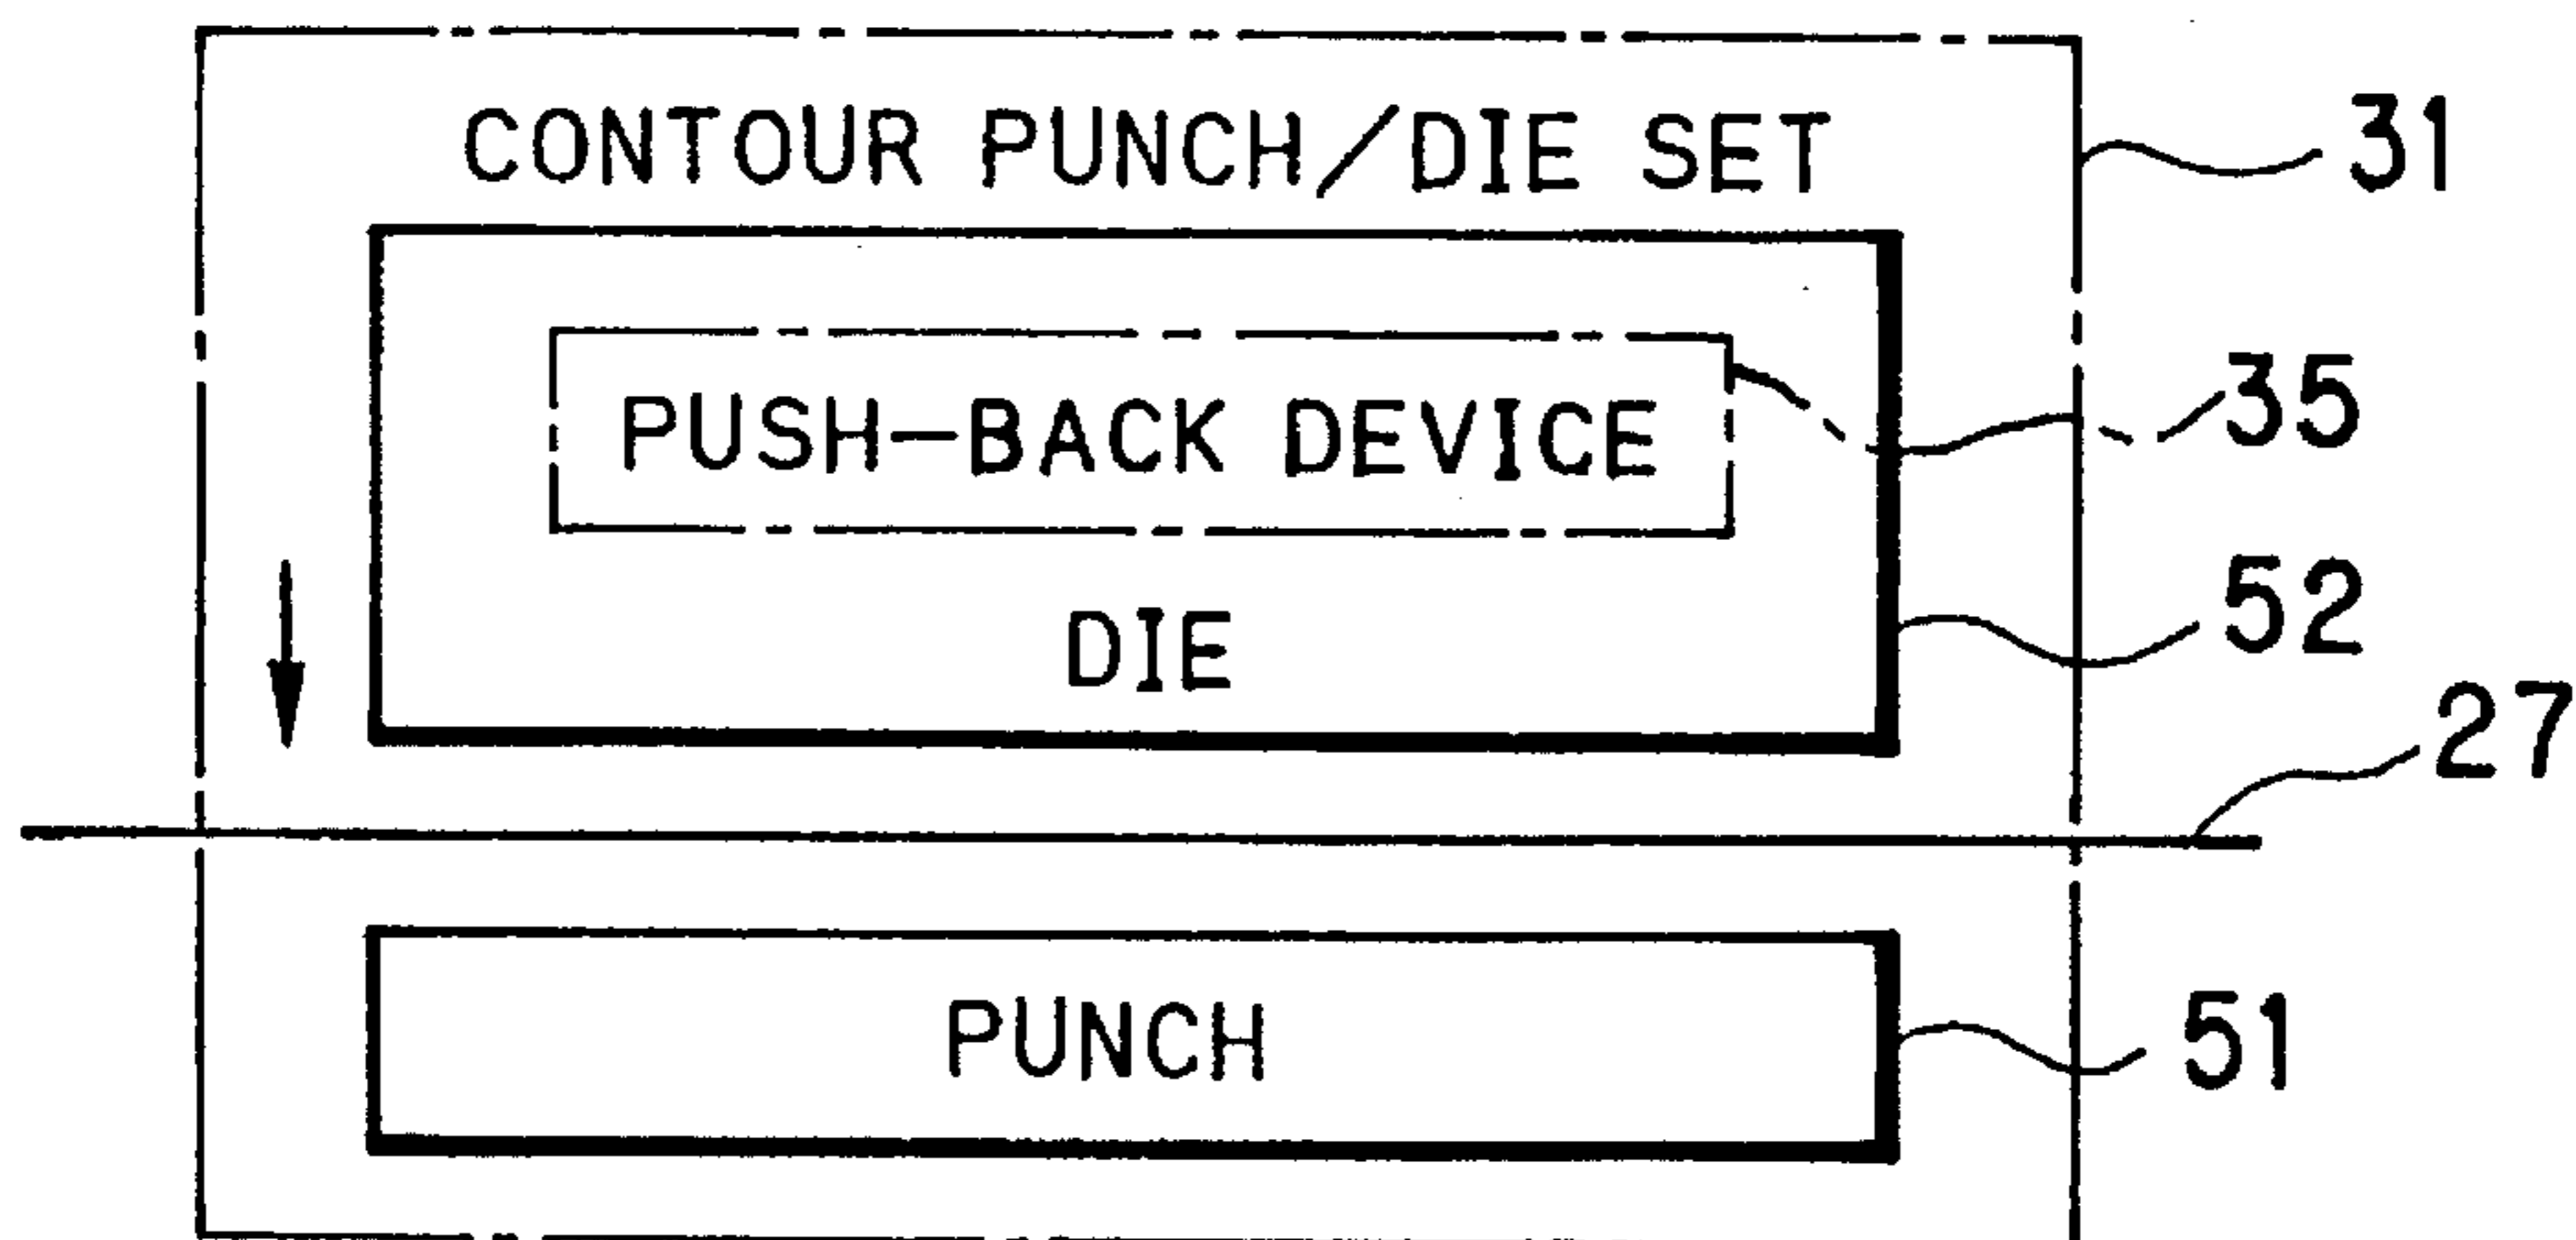 CONTOUR PUNCH/DIE SET
31
PUSH-BACK DEVICE
35
DIE
52
27
PUNCH
51